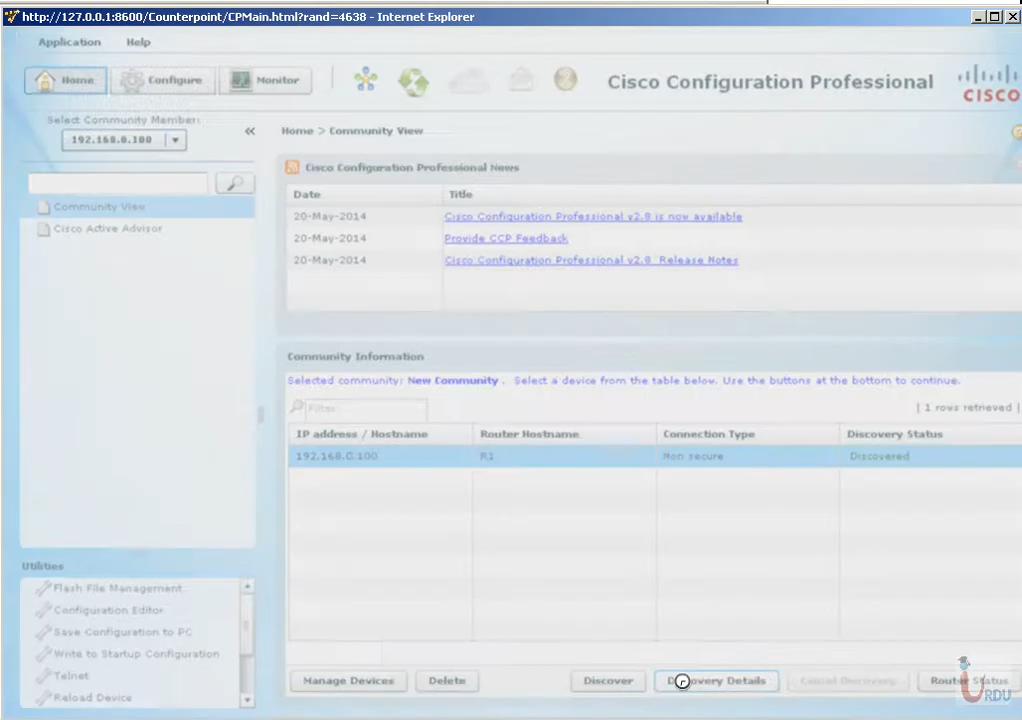 http://127.0.0.1:8600/Counterpoint/CPMain.html?rand=4638 - Internet Explorer
Application Help
Home Configure Monitor
Cisco Configuration Professional
CISCO
Select Community Member:
192.168.0.100
Home > Community View
Cisco Configuration Professional News
Date Title
20-May-2014 Cisco Configuration Professional v2.8 is now available
20-May-2014 Provide CCP Feedback
20-May-2014 Cisco Configuration Professional v2.8 Release Notes
Community View
Cisco Active Advisor
Community Information
Selected community: New Community . Select a device from the table below. Use the buttons at the bottom to continue.
Filter
| 1 rows retrieved |
IP address / Hostname Router Hostname Connection Type Discovery Status
192.168.0.100 R1 Non secure Discovered
Utilities
Flash File Management
Configuration Editor
Save Configuration to PC
Write to Startup Configuration
Telnet
Reload Device
Manage Devices Delete Discover Discovery Details Cancel Discovery Router Status
URDU